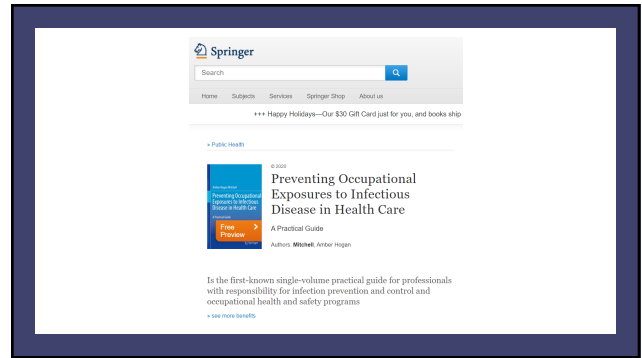 Springer
Search
Home Subjects Services Springer Shop About us
+++ Happy Holidays—Our $30 Gift Card just for you, and books ship
» Public Health
© 2020
Preventing Occupational
Exposures to Infectious
Disease in Health Care
A Practical Guide
Authors: Mitchell, Amber Hogan
Preventing Occupational
Exposures to Infectious
Disease in Health Care
Free
Preview
Is the first-known single-volume practical guide for professionals
with responsibility for infection prevention and control and
occupational health and safety programs
» see more benefits